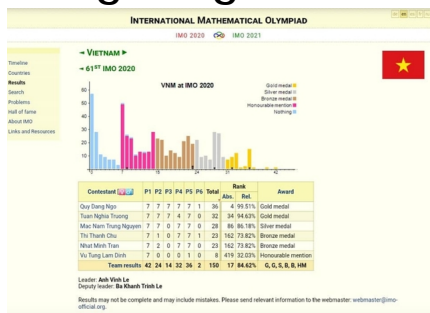 INTERNATIONAL MATHEMATICAL OLYMPIAD
IMO 2020 IMO 2021
VIETNAM
61ST IMO 2020
Timeline
Countries
Results
Search
Problems
Hall of fame
About IMO
Links and Resources
VNM at IMO 2020
Gold medal
Silver medal
Bronze medal
Honourable mention
Nothing
Contestant P1 P2 P3 P4 P5 P6 Total Rank Award
Abs. Rel.
Quy Dang Ngo 7 7 7 7 7 1 36 4 99.51% Gold medal
Tuan Nghia Truong 7 7 7 4 7 0 32 34 94.63% Gold medal
Mac Nam Trung Nguyen 7 7 0 7 7 0 28 86 86.18% Silver medal
Thi Thanh Chu 7 1 0 7 7 1 23 162 73.82% Bronze medal
Nhat Minh Tran 7 2 0 7 7 0 23 162 73.82% Bronze medal
Vu Tung Lam Dinh 7 0 0 0 1 0 8 419 32.03% Honourable mention
Team results 42 24 14 32 36 2 150 17 84.62% G, G, S, B, B, HM
Leader: Anh Vinh Le
Deputy leader: Ba Khanh Trinh Le
Results may not be complete and may include mistakes. Please send relevant information to the webmaster: webmaster@imo-
official.org.